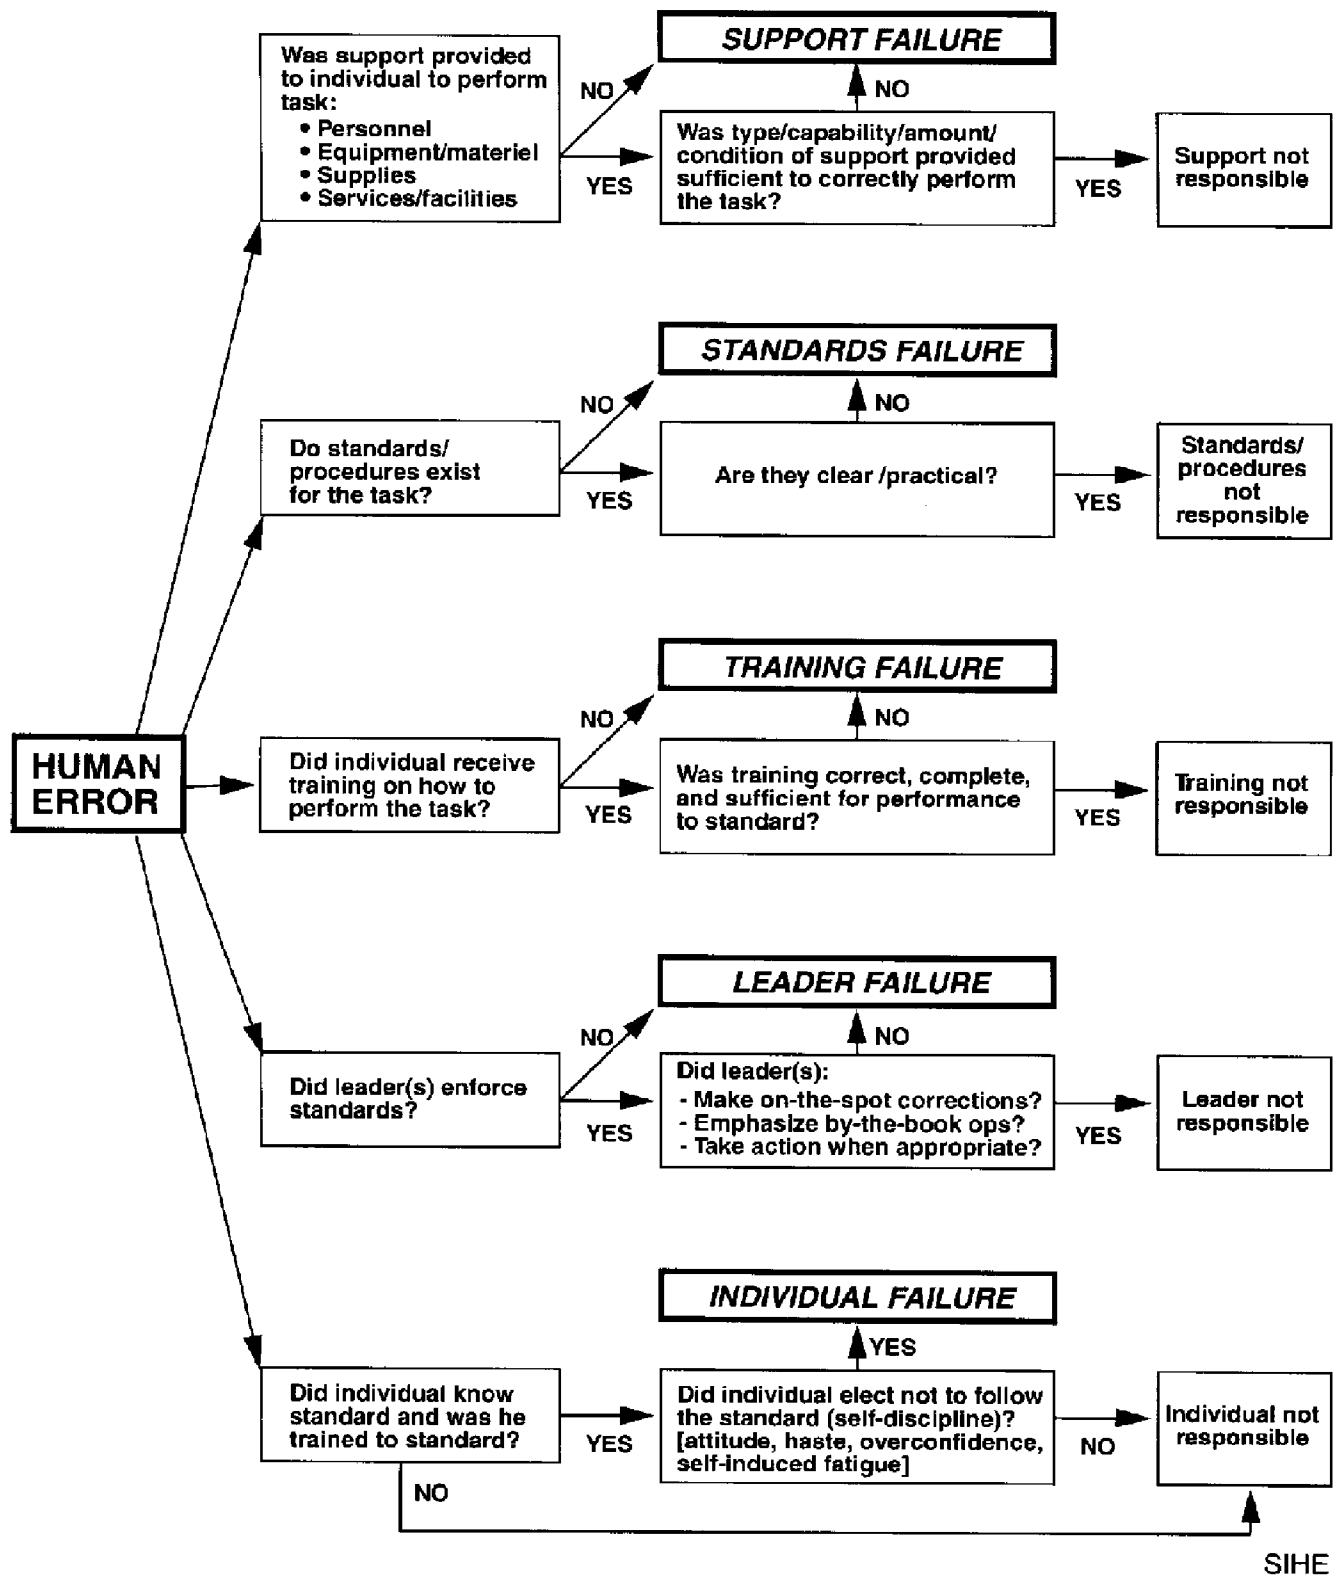 SUPPORT FAILURE
Was support provided
to individual to perform
task:
• Personnel
• Equipment/materiel
• Supplies
• Services/facilities
NO
YES
NO
Was type/capability/amount/
condition of support provided
sufficient to correctly perform
the task?
YES
Support not
responsible
STANDARDS FAILURE
Do standards/
procedures exist
for the task?
NO
YES
NO
Are they clear /practical?
YES
Standards/
procedures
not
responsible
TRAINING FAILURE
HUMAN
ERROR
Did individual receive
training on how to
perform the task?
NO
YES
NO
Was training correct, complete,
and sufficient for performance
to standard?
YES
Training not
responsible
LEADER FAILURE
Did leader(s) enforce
standards?
NO
YES
NO
Did leader(s):
- Make on-the-spot corrections?
- Emphasize by-the-book ops?
- Take action when appropriate?
YES
Leader not
responsible
INDIVIDUAL FAILURE
Did individual know
standard and was he
trained to standard?
YES
NO
YES
Did individual elect not to follow
the standard (self-discipline)?
[attitude, haste, overconfidence,
self-induced fatigue]
NO
Individual not
responsible
SIHE